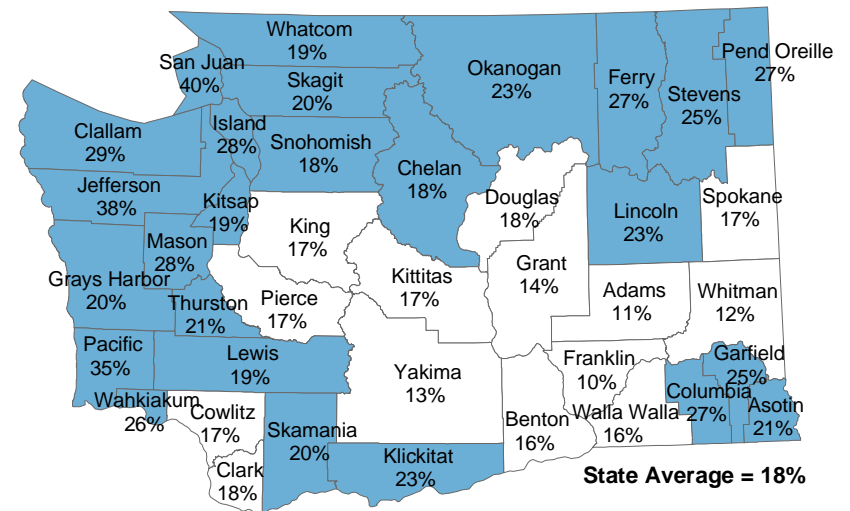 Whatcom
19%
San Juan
40%
Skagit
20%
Okanogan
23%
Ferry
27%
Stevens
25%
Pend Oreille
27%
Clallam
29%
Island
28%
Snohomish
18%
Chelan
18%
Jefferson
38%
Kitsap
19%
King
17%
Douglas
18%
Lincoln
23%
Spokane
17%
Mason
28%
Grays Harbor
20%
Kittitas
17%
Grant
14%
Thurston
21%
Pierce
17%
Adams
11%
Whitman
12%
Pacific
35%
Lewis
19%
Yakima
13%
Franklin
10%
Garfield
25%
Wahkiakum
26%
Cowlitz
17%
Skamania
20%
Benton
16%
Walla Walla
16%
Columbia
27%
Asotin
21%
Clark
18%
Klickitat
23%
State Average = 18%